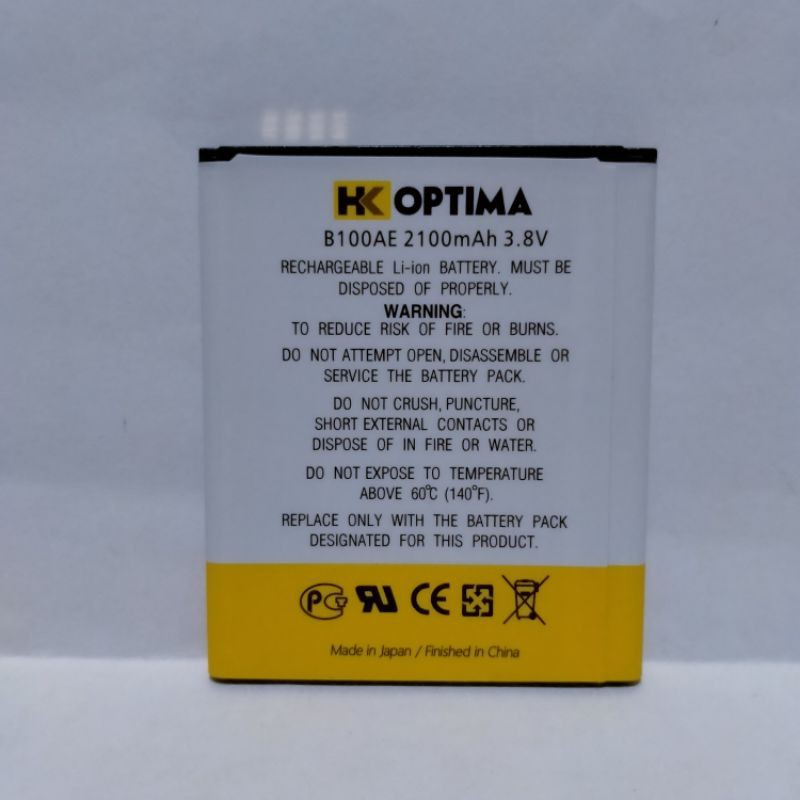 HK OPTIMA
B100AE 2100mAh 3.8V
RECHARGEABLE Li-ion BATTERY. MUST BE
DISPOSED OF PROPERLY.
WARNING:
TO REDUCE RISK OF FIRE OR BURNS.
DO NOT ATTEMPT OPEN, DISASSEMBLE OR
SERVICE THE BATTERY PACK.
DO NOT CRUSH, PUNCTURE,
SHORT EXTERNAL CONTACTS OR
DISPOSE OF IN FIRE OR WATER.
DO NOT EXPOSE TO TEMPERATURE
ABOVE 60℃ (140°F).
REPLACE ONLY WITH THE BATTERY PACK
DESIGNATED FOR THIS PRODUCT.
PG RU CE
Made in Japan / Finished in China